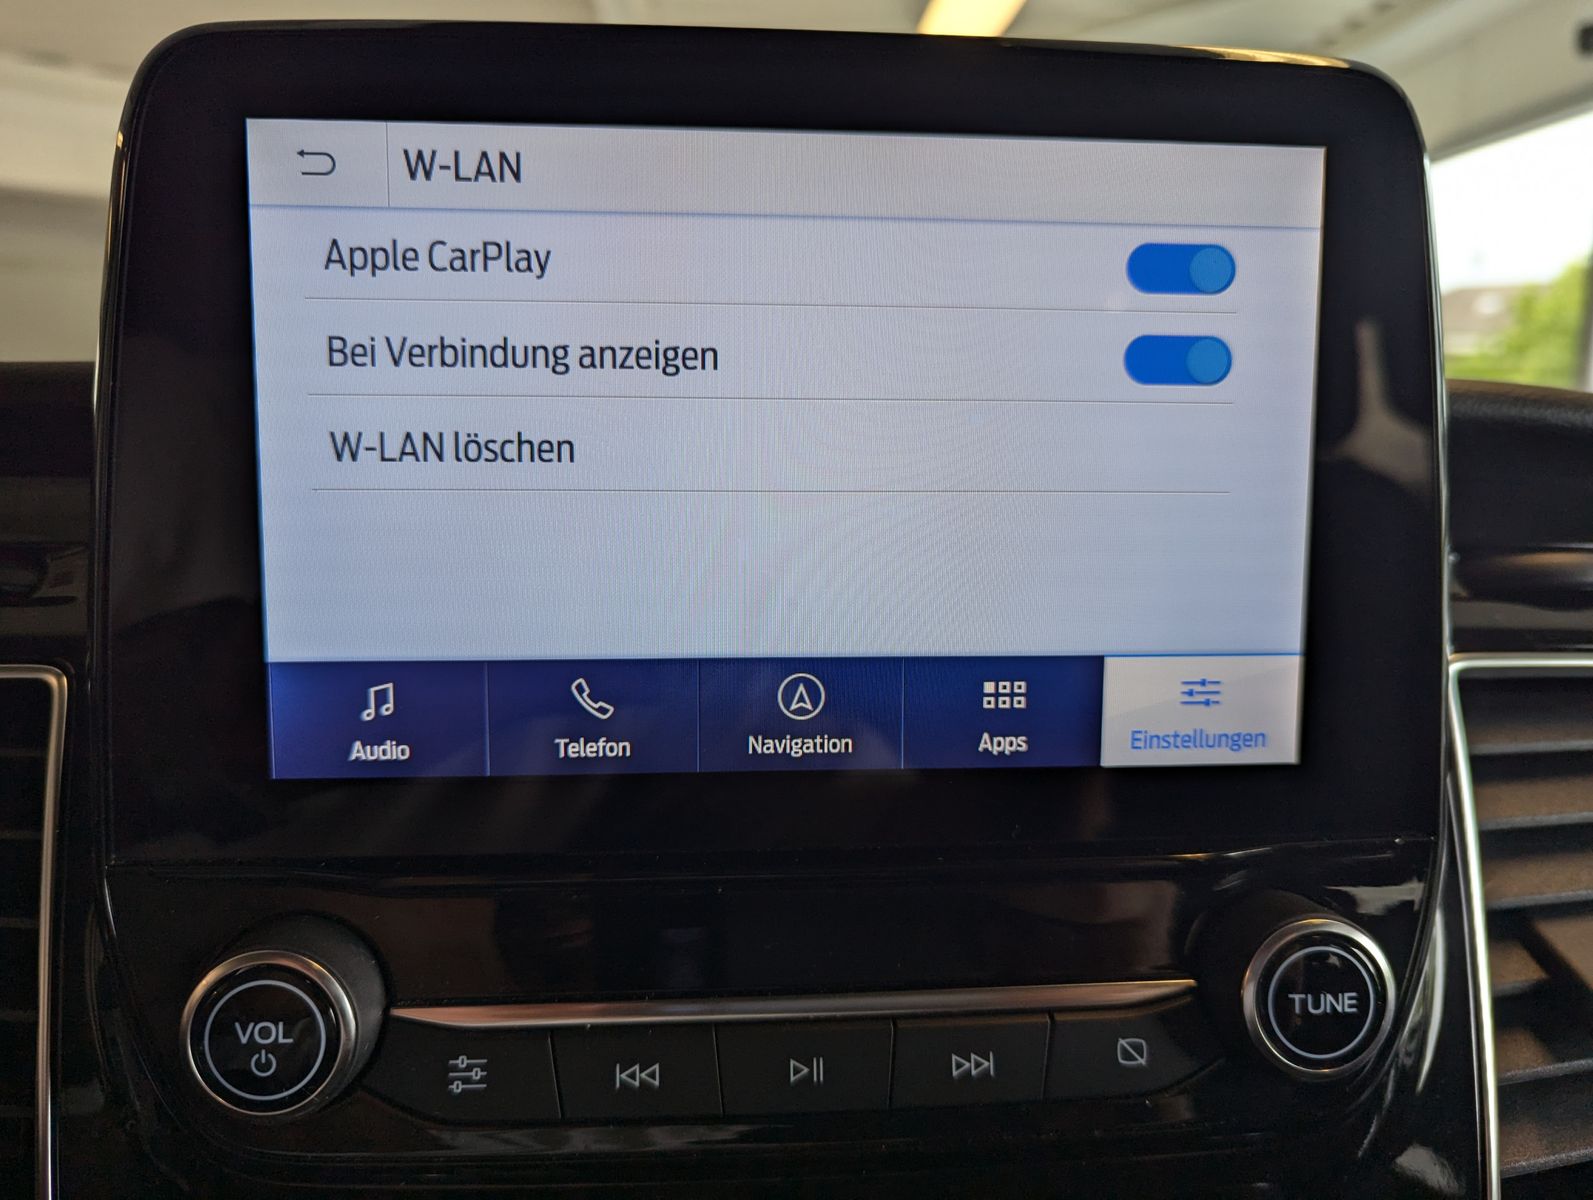 W-LAN
Apple CarPlay
Bei Verbindung anzeigen
W-LAN löschen
Audio
Telefon
Navigation
Apps
Einstellungen
VOL
TUNE